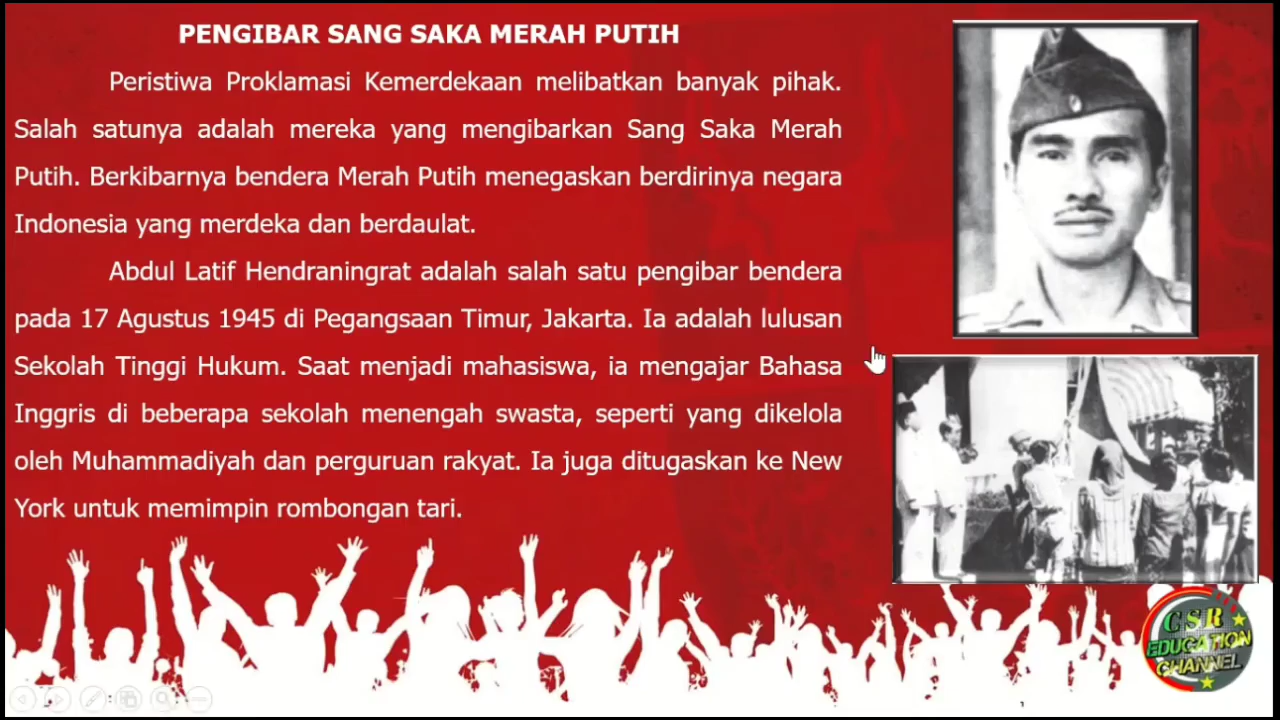 PENGIBAR SANG SAKA MERAH PUTIH
Peristiwa Proklamasi Kemerdekaan melibatkan banyak pihak.
Salah satunya adalah mereka yang mengibarkan Sang Saka Merah
Putih. Berkibarnya bendera Merah Putih menegaskan berdirinya negara
Indonesia yang merdeka dan berdaulat.
Abdul Latif Hendraningrat adalah salah satu pengibar bendera
pada 17 Agustus 1945 di Pegangsaan Timur, Jakarta. Ia adalah lulusan
Sekolah Tinggi Hukum. Saat menjadi mahasiswa, ia mengajar Bahasa
Inggris di beberapa sekolah menengah swasta, seperti yang dikelola
oleh Muhammadiyah dan perguruan rakyat. Ia juga ditugaskan ke New
York untuk memimpin rombongan tari.
GSR
EDUCATION
CHANNEL